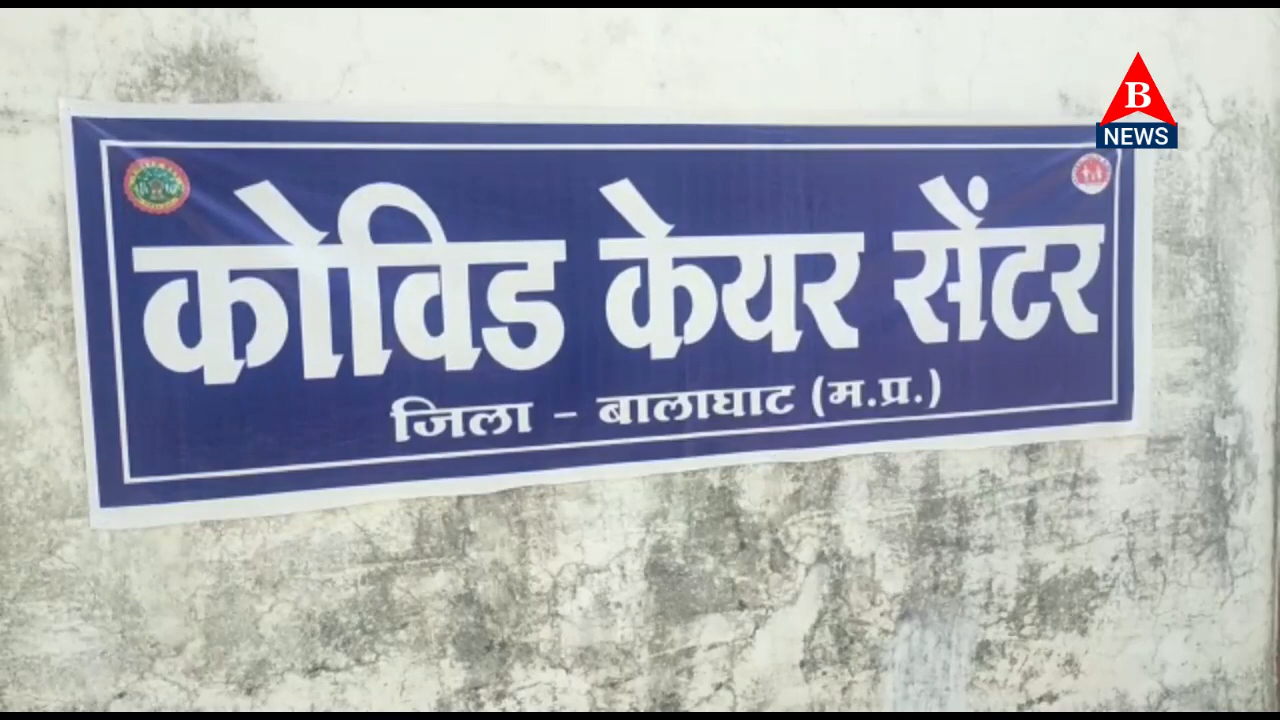 B
NEWS
कोविड केयर सेंटर
जिला - बालाघाट (म.प्र.)